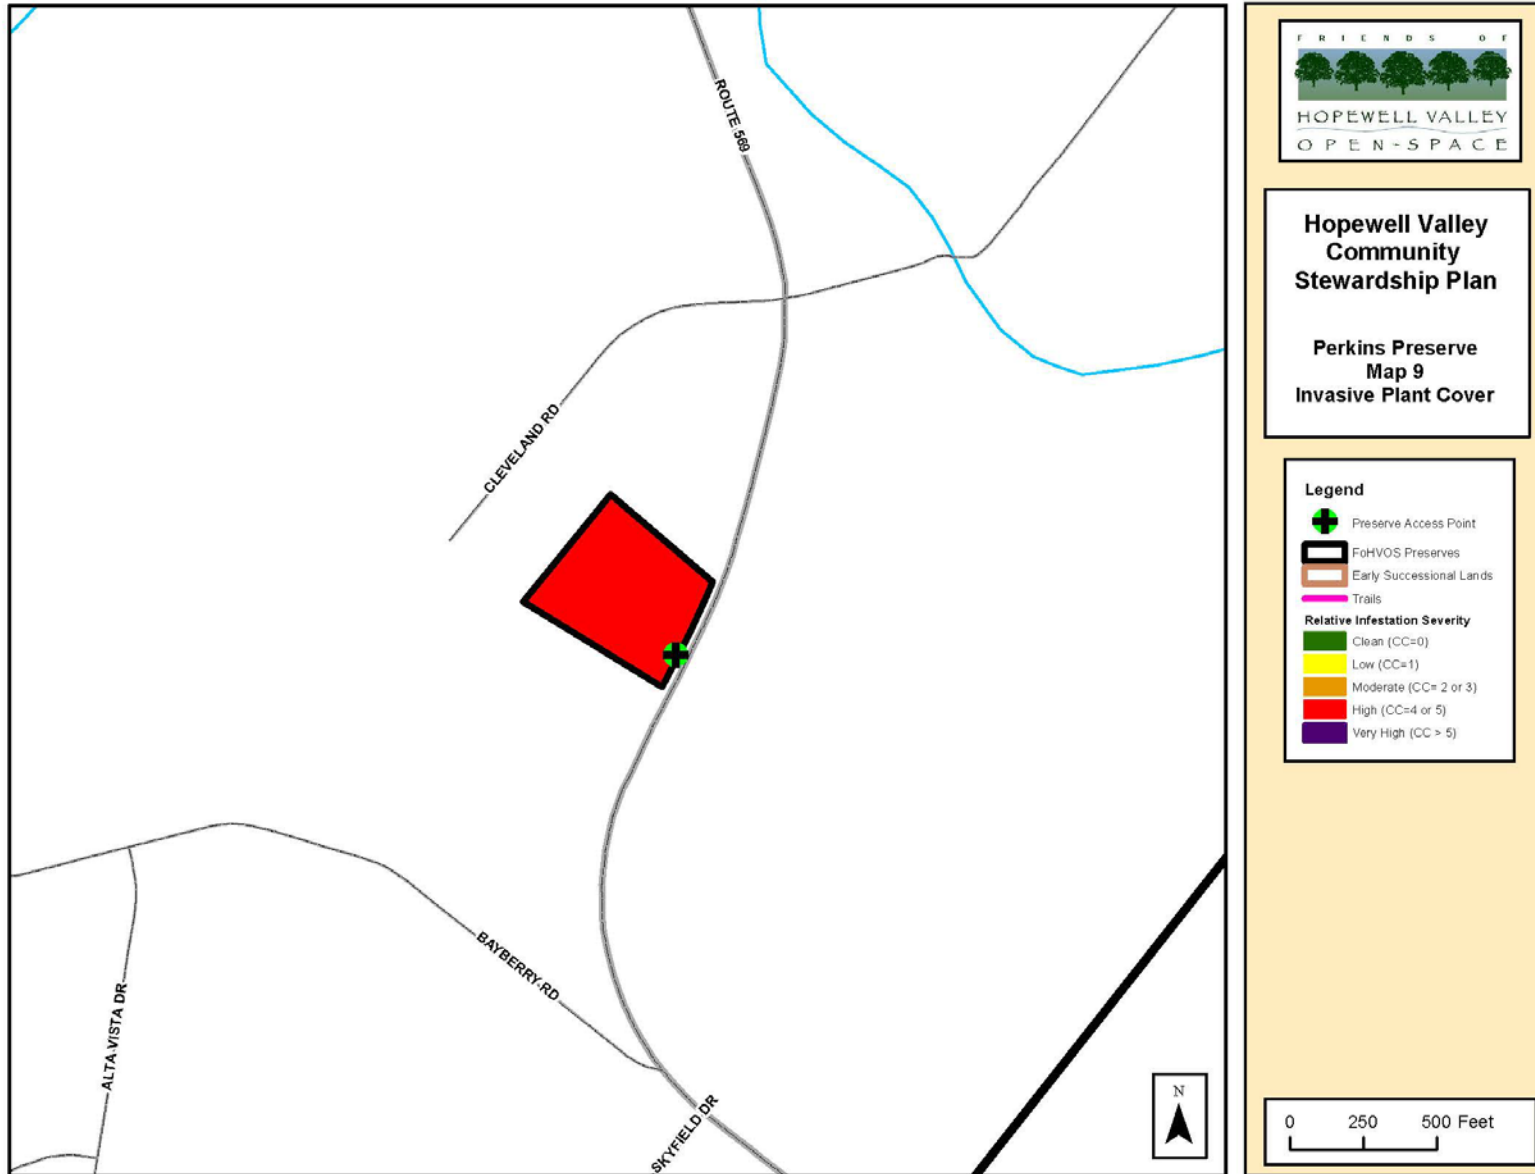 ROUTE 569
CLEVELAND RD
BAYBERRY RD
ALTA VISTA DR
SKYFIELD DR
N
FRIENDS OF
HOPEWELL VALLEY
OPEN-SPACE
Hopewell Valley
Community
Stewardship Plan
Perkins Preserve
Map 9
Invasive Plant Cover
Legend
Preserve Access Point
FoHVOS Preserves
Early Successional Lands
Trails
Relative Infestation Severity
Clean (CC=0)
Low (CC=1)
Moderate (CC= 2 or 3)
High (CC=4 or 5)
Very High (CC > 5)
0 250 500 Feet